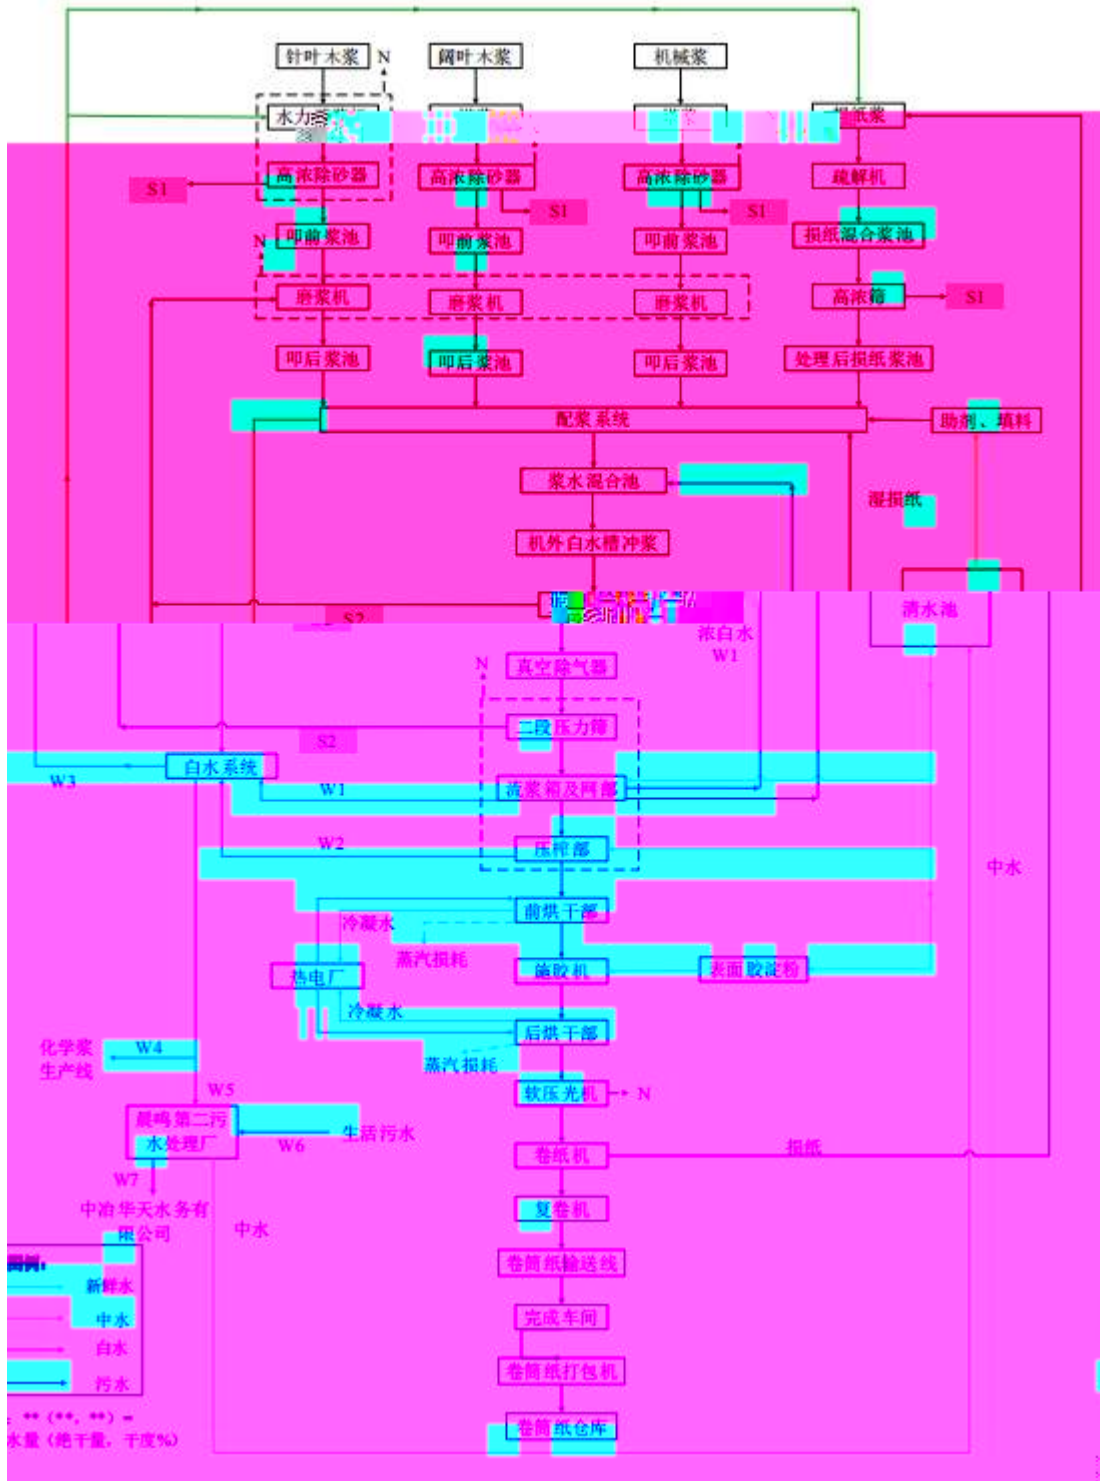 针叶木浆
N
阔叶木浆
机械浆
水力
损纸浆
高浓除砂器
高浓除砂器
高浓除砂器
疏解机
S1
S1
S1
叩前浆池
叩前浆池
叩前浆池
损纸混合浆池
N
磨浆机
磨浆机
磨浆机
高浓筛
S1
叩后浆池
叩后浆池
叩后浆池
处理后损纸浆池
配浆系统
助剂、填料
浆水混合池
湿损纸
机外白水槽冲浆
S2
清水池
浓白水
W1
N
真空除气器
二段压力筛
S2
白水系统
W3
W1
流浆箱及网部
W2
压榨部
中水
前烘干部
冷凝水
蒸汽损耗
热电厂
施胶机
表面胶淀粉
冷凝水
后烘干部
蒸汽损耗
化学浆
生产线
W4
W5
软压光机
N
晨鸣第二污
水处理厂
W6
生活污水
卷纸机
损纸
W7
中冶华天水务有
限公司
中水
复卷机
图例:
新鲜水
中水
白水
污水
卷筒纸输送线
完成车间
卷筒纸打包机
卷筒纸仓库
: **（**, **）=
水量（绝干量，干度%）